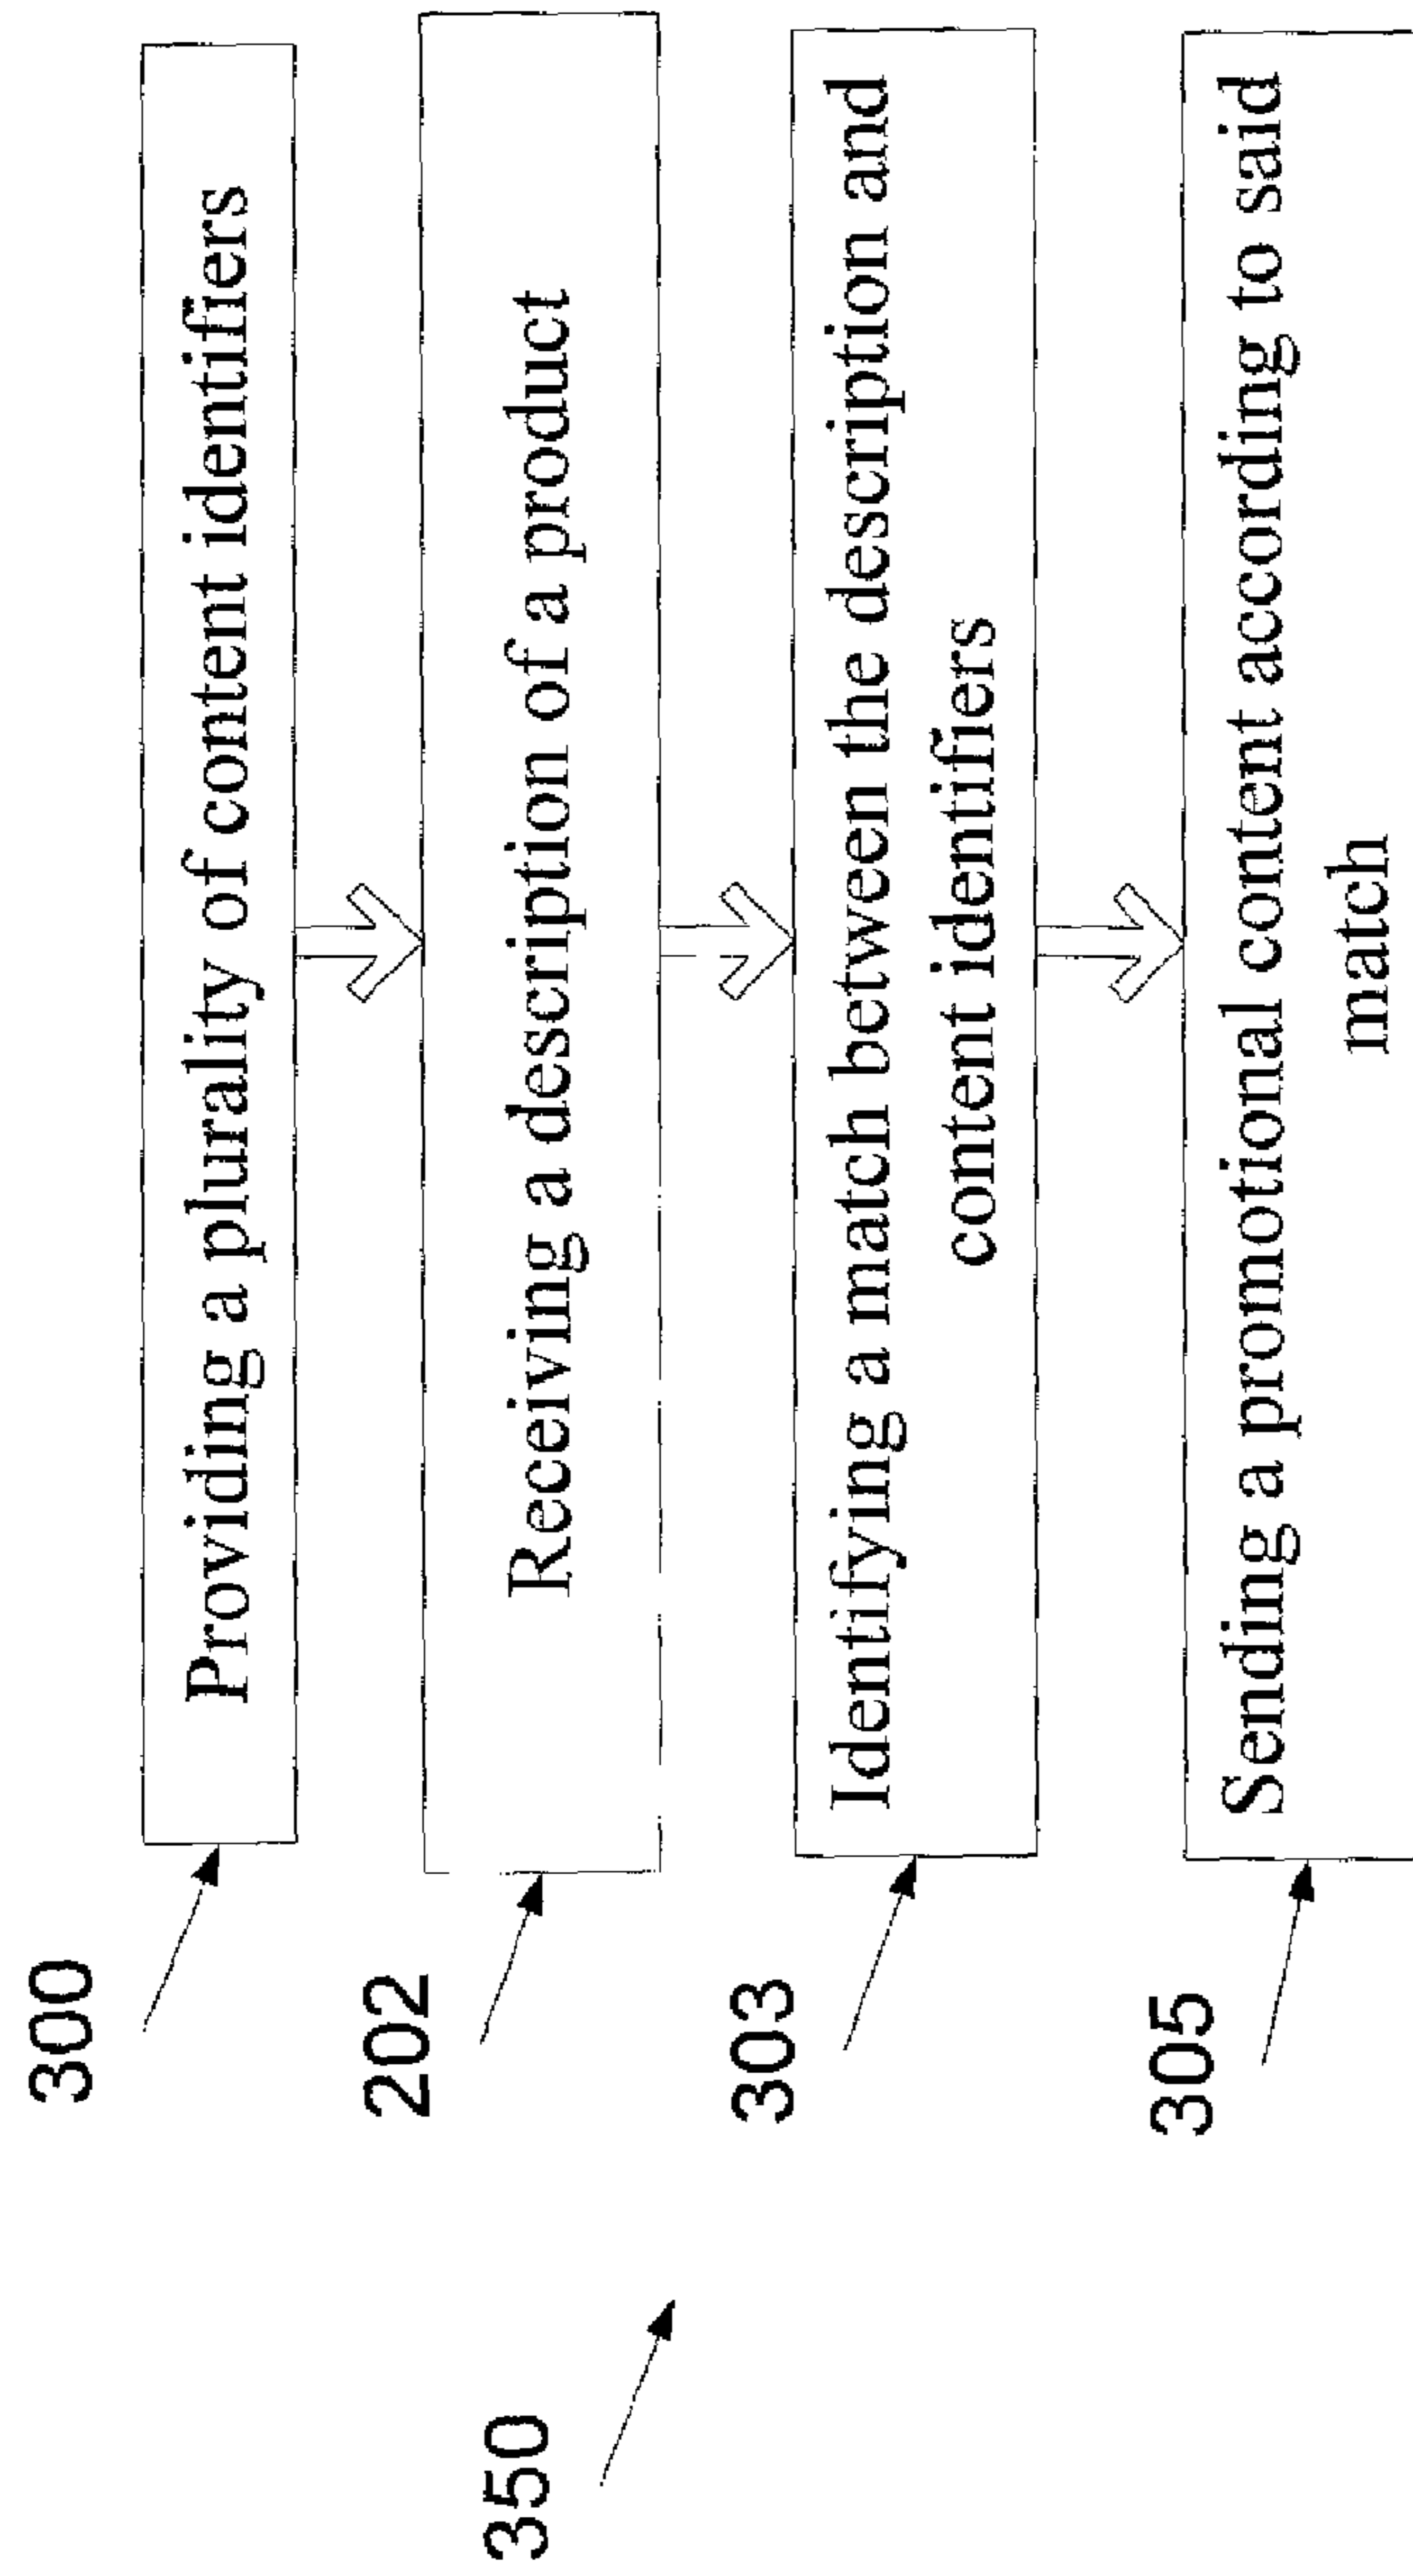 300
Providing a plurality of content identifiers
202
Receiving a description of a product
350
303
Identifying a match between the description and
content identifiers
305
Sending a promotional content according to said
match